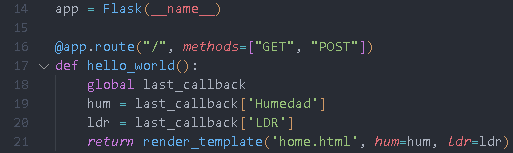 14 app = Flask(__name__)
15
16 @app.route("/", methods=["GET", "POST"])
17 def hello_world():
18 global last_callback
19 hum = last_callback['Humedad']
20 ldr = last_callback['LDR']
21 return render_template('home.html', hum=hum, ldr=ldr)